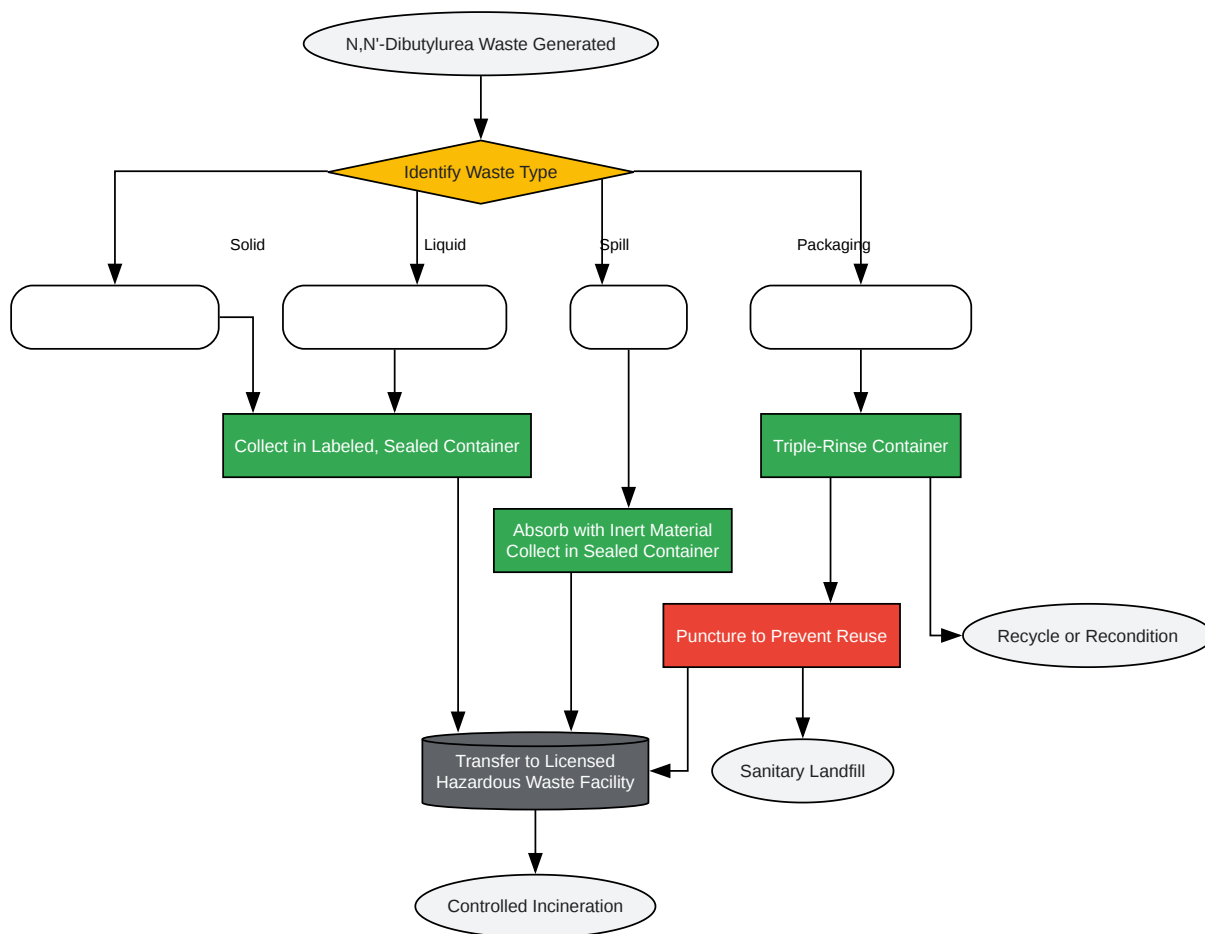 N,N'-Dibutylurea Waste Generated
Identify Waste Type
Solid
Liquid
Spill
Packaging
Collect in Labeled, Sealed Container
Triple-Rinse Container
Absorb with Inert Material
Collect in Sealed Container
Puncture to Prevent Reuse
Recycle or Recondition
Transfer to Licensed
Hazardous Waste Facility
Sanitary Landfill
Controlled Incineration